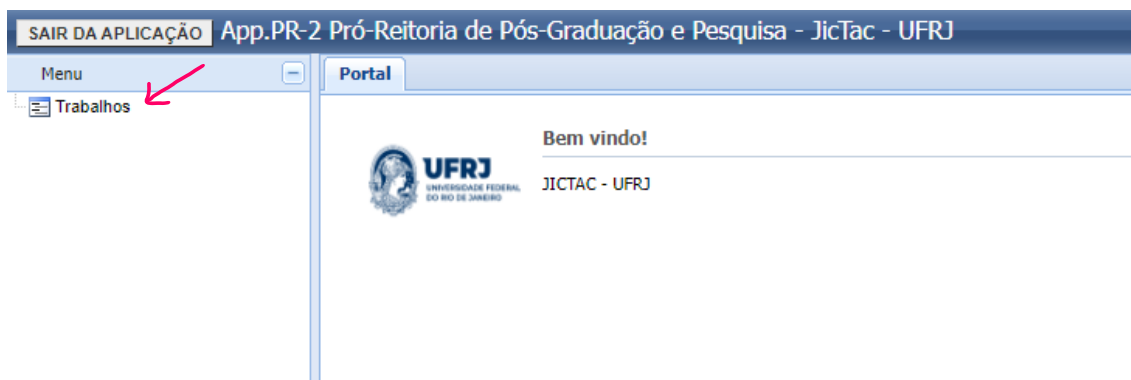 SAIR DA APLICAÇÃO App.PR-2 Pró-Reitoria de Pós-Graduação e Pesquisa - JicTac - UFRJ
Menu
Portal
Trabalhos
Bem vindo!
UFRJ
UNIVERSIDADE FEDERAL
DO RIO DE JANEIRO
JICTAC - UFRJ